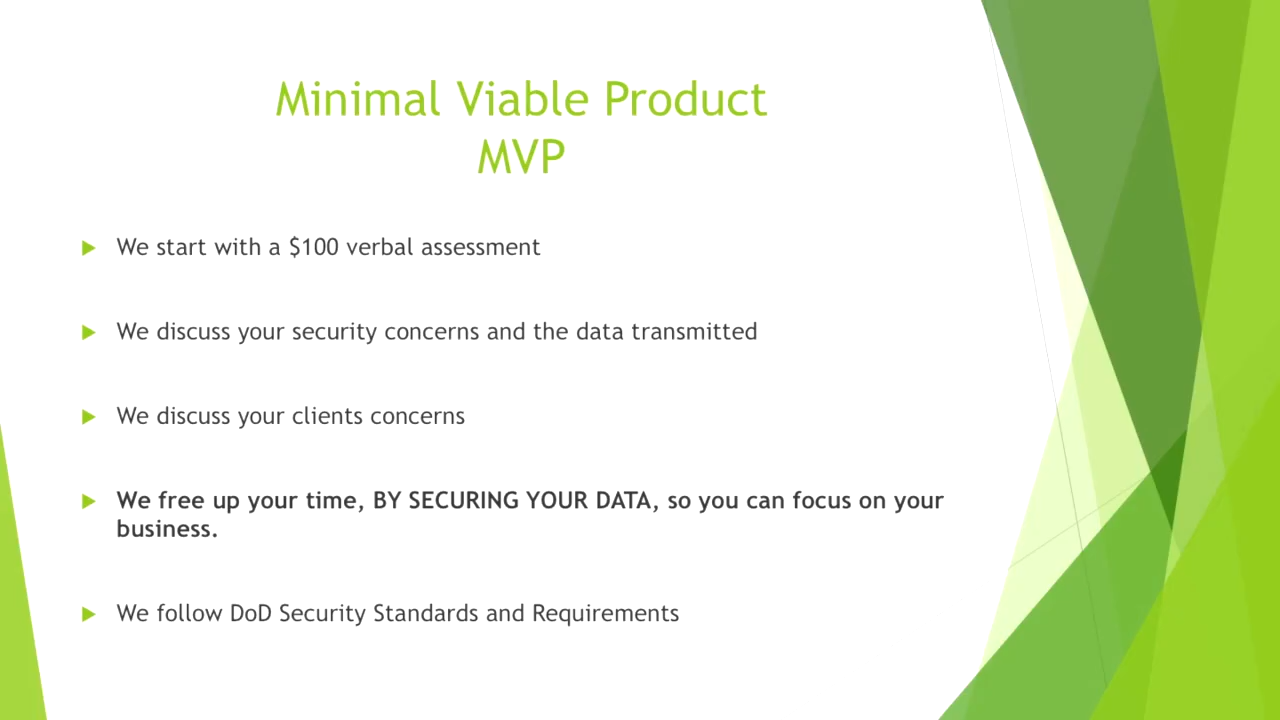 Minimal Viable Product
MVP
We start with a $100 verbal assessment
We discuss your security concerns and the data transmitted
We discuss your clients concerns
We free up your time, BY SECURING YOUR DATA, so you can focus on your
business.
We follow DoD Security Standards and Requirements